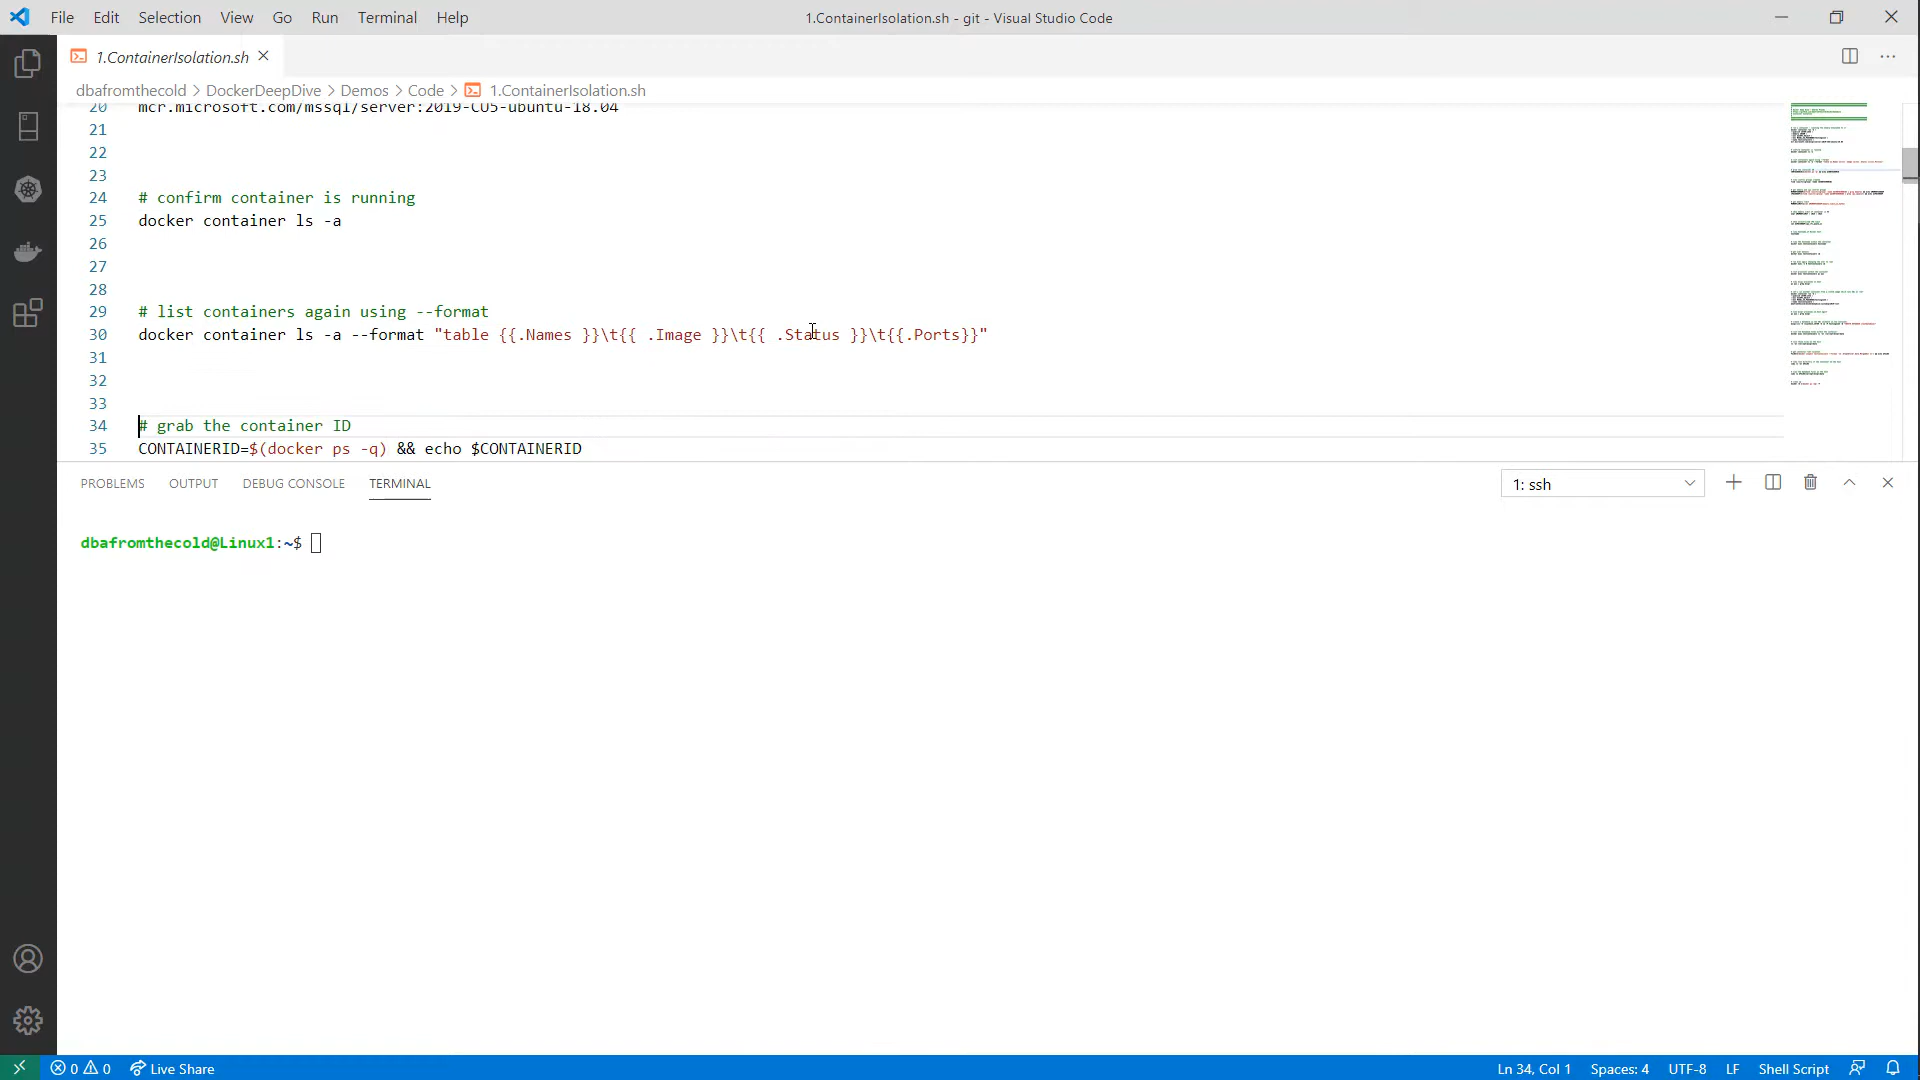 File Edit Selection View Go Run Terminal Help 1.ContainerIsolation.sh - git - Visual Studio Code
1.ContainerIsolation.sh
dbafromthecold > DockerDeepDive > Demos > Code > 1.ContainerIsolation.sh
20 mcr.microsoft.com/mssql/server:2019-CU5-ubuntu-18.04
21
22
23
24 # confirm container is running
25 docker container ls -a
26
27
28
29 # list containers again using --format
30 docker container ls -a --format "table {{.Names }}\t{{ .Image }}\t{{ .Status }}\t{{.Ports}}"
31
32
33
34 # grab the container ID
35 CONTAINERID=$(docker ps -q) && echo $CONTAINERID
PROBLEMS OUTPUT DEBUG CONSOLE TERMINAL 1: ssh
dbafromthecold@Linux1:~$
0 0 Live Share Ln 34, Col 1 Spaces: 4 UTF-8 LF Shell Script